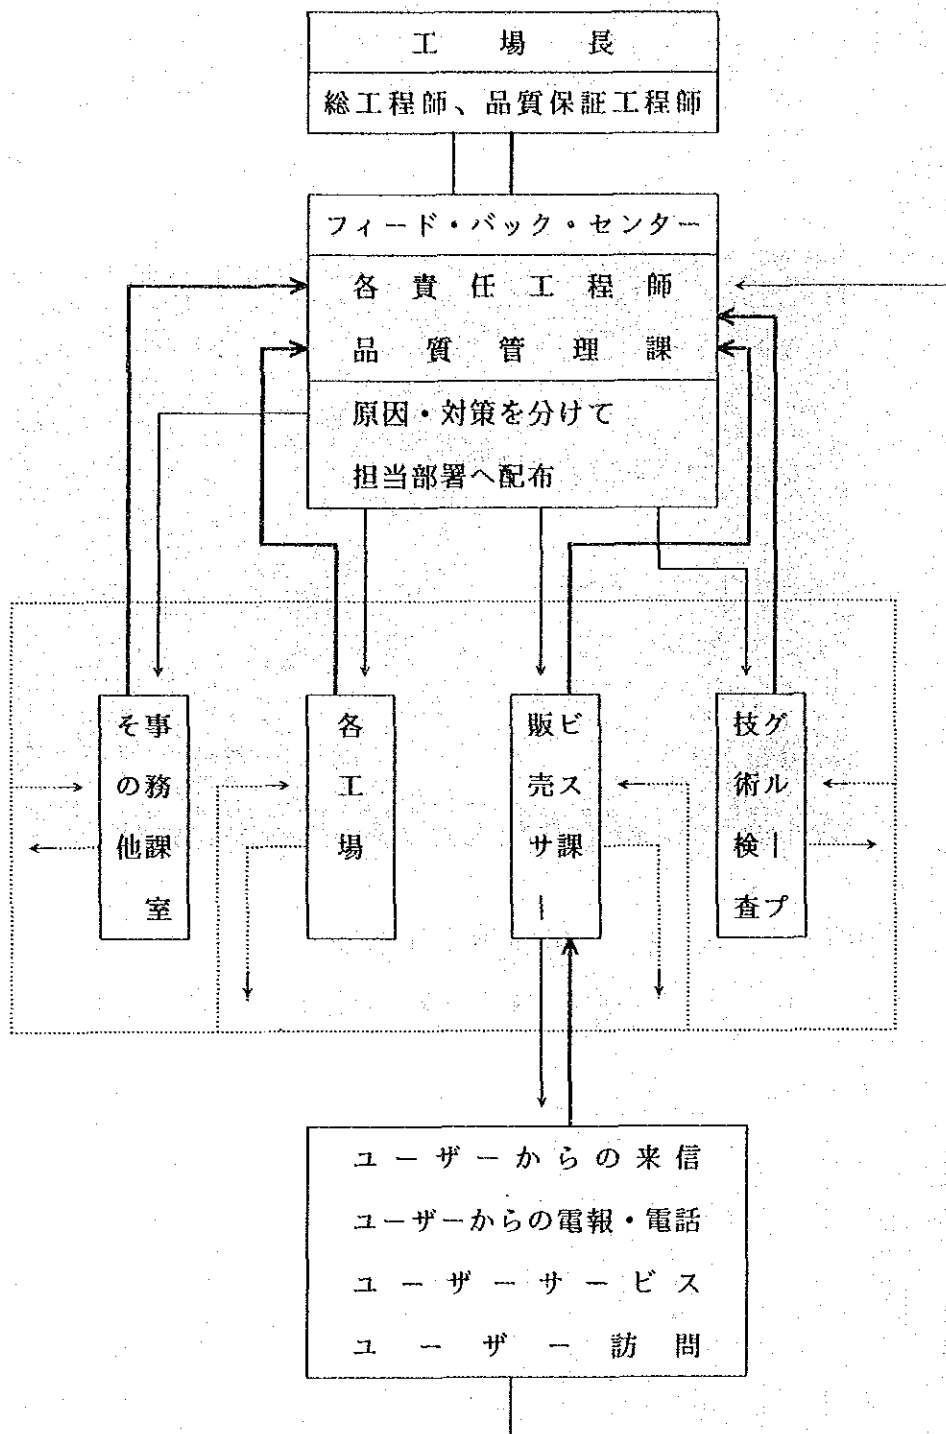 工場長
総工程師、品質保証工程師
フィード・バック・センター
各責任工程師
品質管理課
原因・対策を分けて
担当部署へ配布
その他
事務課室
各工場
販売サー
ビス課
技術検査
グループ
ユーザーからの来信
ユーザーからの電報・電話
ユーザーサービス
ユーザー訪問